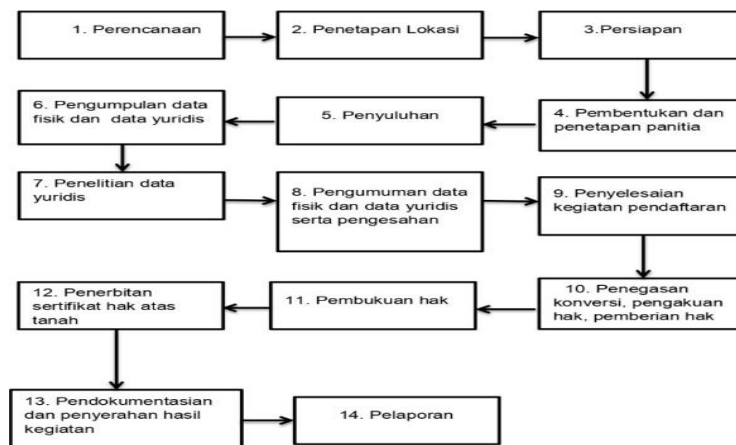 1. Perencanaan
2. Penetapan Lokasi
3.Persiapan
4. Pembentukan dan
penetapan panitia
5. Penyuluhan
6. Pengumpulan data
fisik dan data yuridis
7. Penelitian data
yuridis
8. Pengumuman data
fisik dan data yuridis
serta pengesahan
9. Penyelesaian
kegiatan pendaftaran
10. Penegasan
konversi, pengakuan
hak, pemberian hak
11. Pembukuan hak
12. Penerbitan
sertifikat hak atas
tanah
13. Pendokumentasian
dan penyerahan hasil
kegiatan
14. Pelaporan